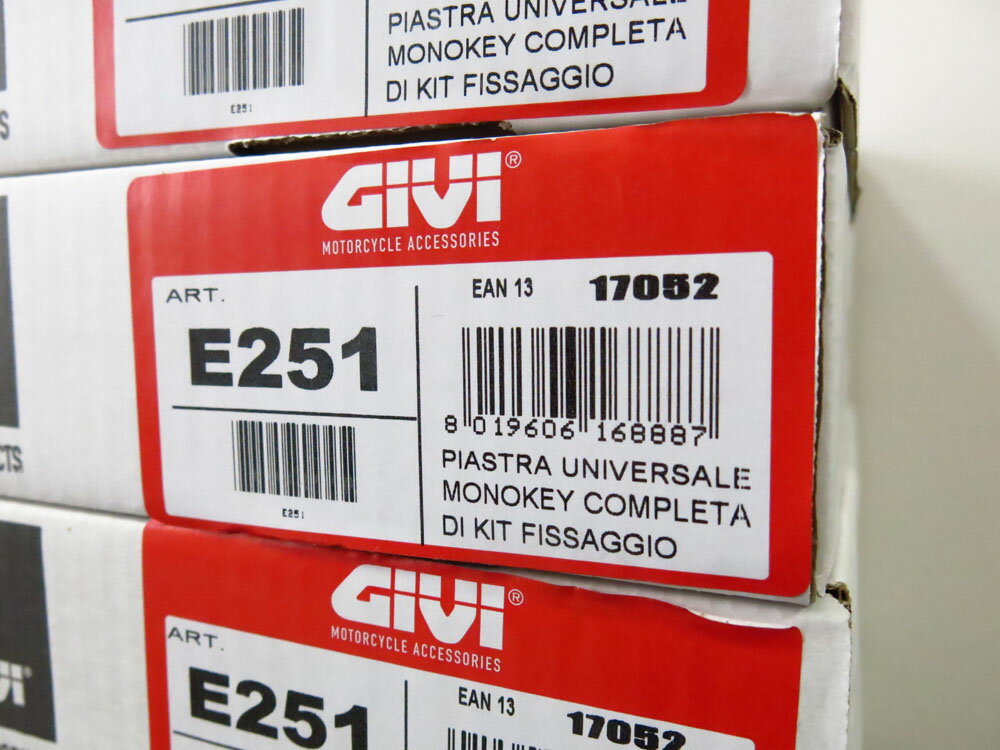 PIASTRA UNIVERSALE
MONOKEY COMPLETA
DI KIT FISSAGGIO
E251
S
GIVI®
MOTORCYCLE ACCESSORIES
ART.
E251
EAN 13 17052
8 019606 168887
E251
PIASTRA UNIVERSALE
MONOKEY COMPLETA
DI KIT FISSAGGIO
CTS
GIVI®
MOTORCYCLE ACCESSORIES
ART.
E251
EAN 13 17052